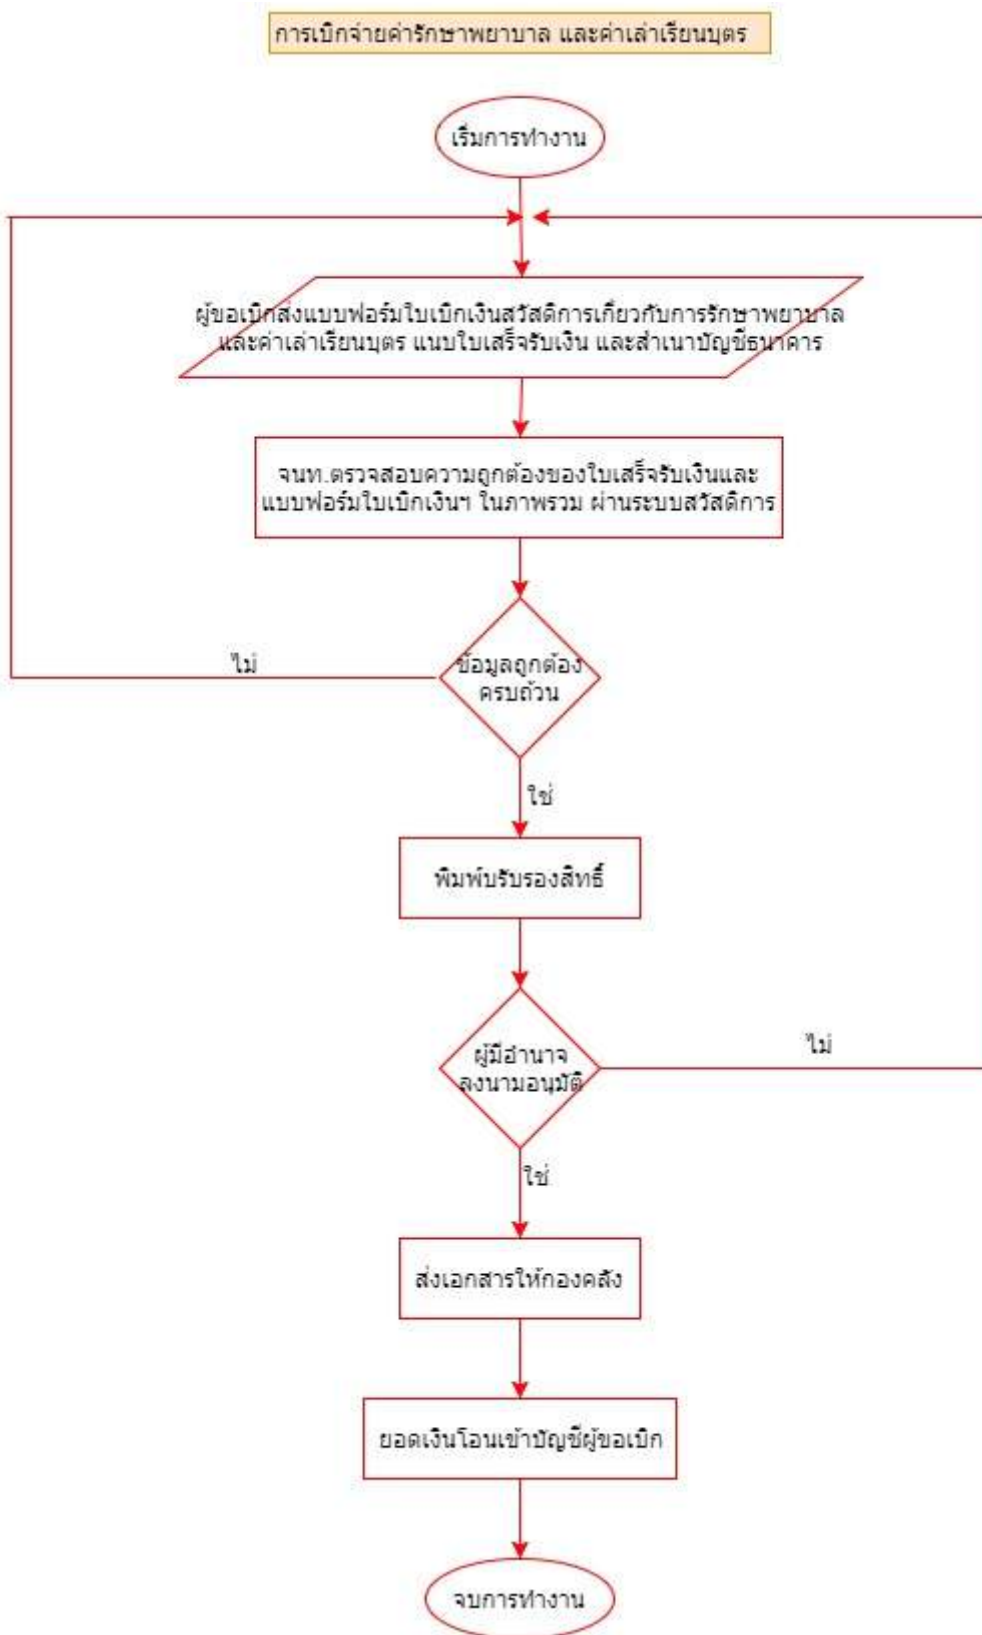 การเบิกจ่ายค่ารักษาพยาบาล และค่าเล่าเรียนบุตร
เริ่มการทำงาน
ผู้ขอเบิกส่งแบบฟอร์มใบเบิกเงินสวัสดิการเกี่ยวกับการรักษาพยาบาล
และค่าเล่าเรียนบุตร แนบใบเสร็จรับเงิน และสำเนาบัญชีธนาคาร
จนท.ตรวจสอบความถูกต้องของใบเสร็จรับเงินและ
แบบฟอร์มใบเบิกเงินฯ ในภาพรวม ผ่านระบบสวัสดิการ
ไม่
ข้อมูลถูกต้อง
ครบถ้วน
ใช่
พิมพ์บรับรองสิทธิ์
ผู้มีอำนาจ
ลงนามอนุมัติ
ไม่
ใช่
ส่งเอกสารให้กองคลัง
ยอดเงินโอนเข้าบัญชีผู้ขอเบิก
จบการทำงาน